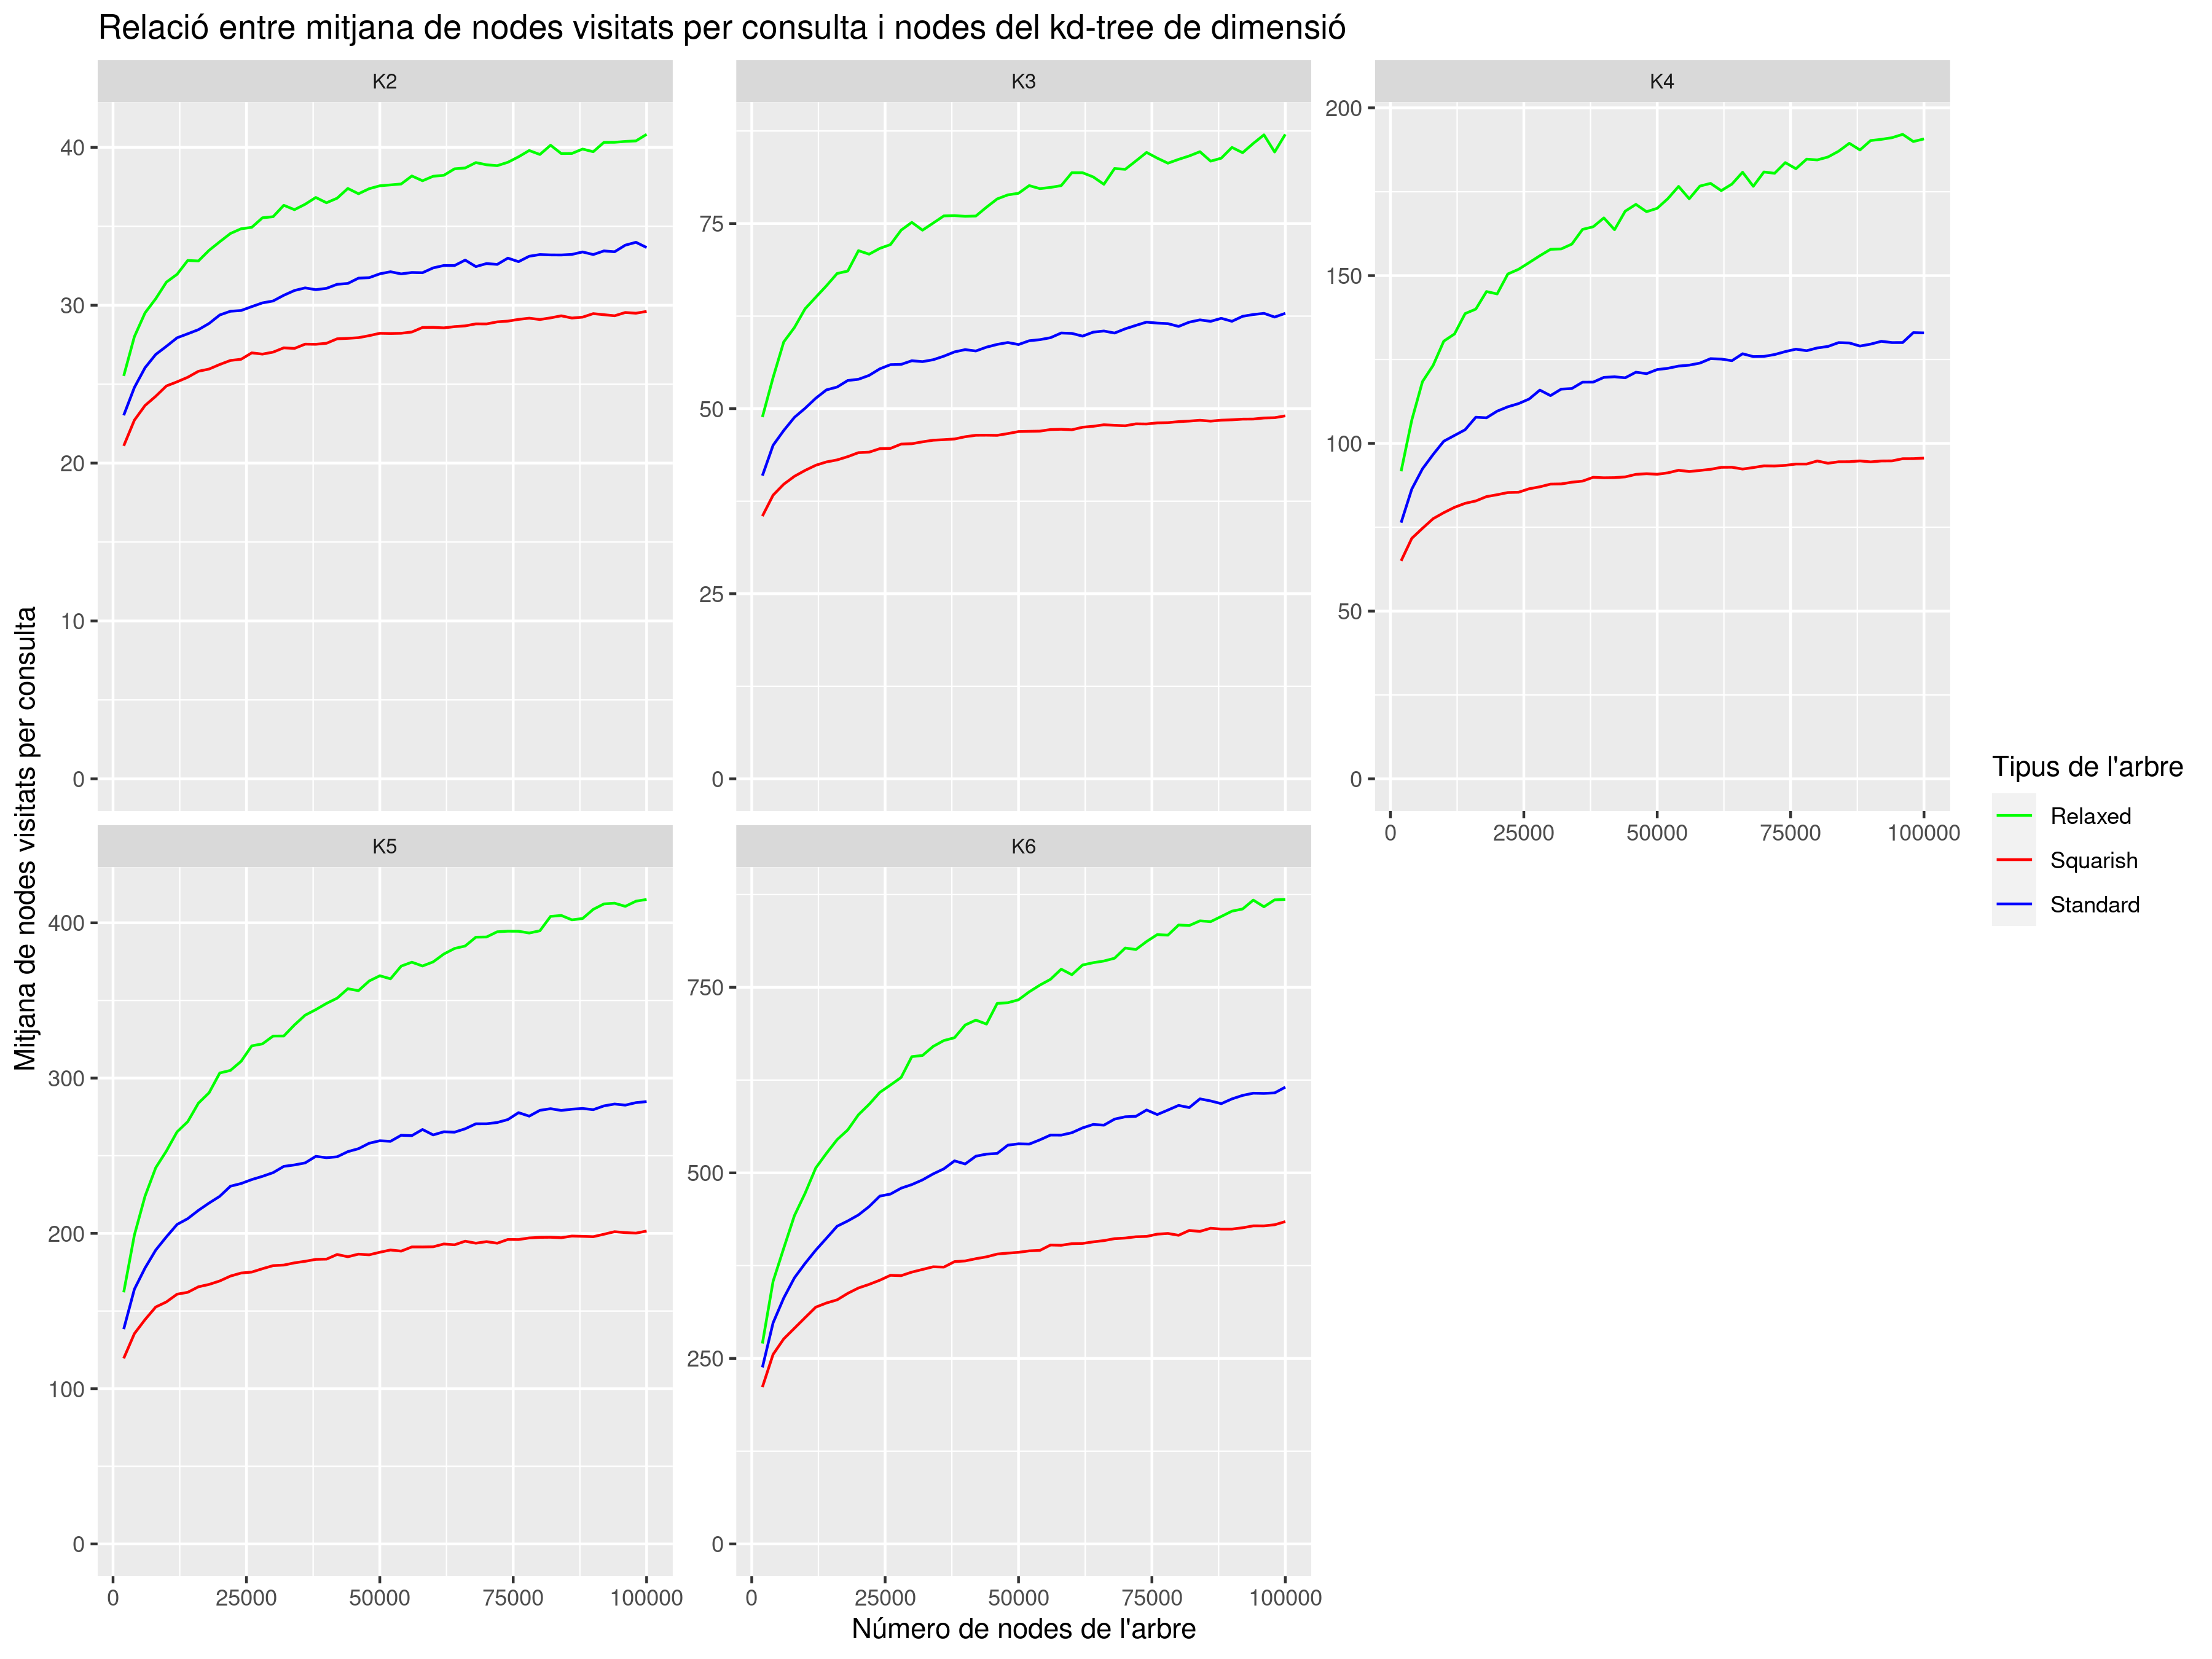 Relació entre mitjana de nodes visitats per consulta i nodes del kd-tree de dimensió
K2
K3
K4
40
30
20
10
0
75
50
25
0
200
150
100
50
0
0 25000 50000 75000 100000
K5
K6
400
300
200
100
0
750
500
250
0
0 25000 50000 75000 100000
0 25000 50000 75000 100000
Número de nodes de l'arbre
Mitjana de nodes visitats per consulta
Tipus de l'arbre
Relaxed
Squarish
Standard